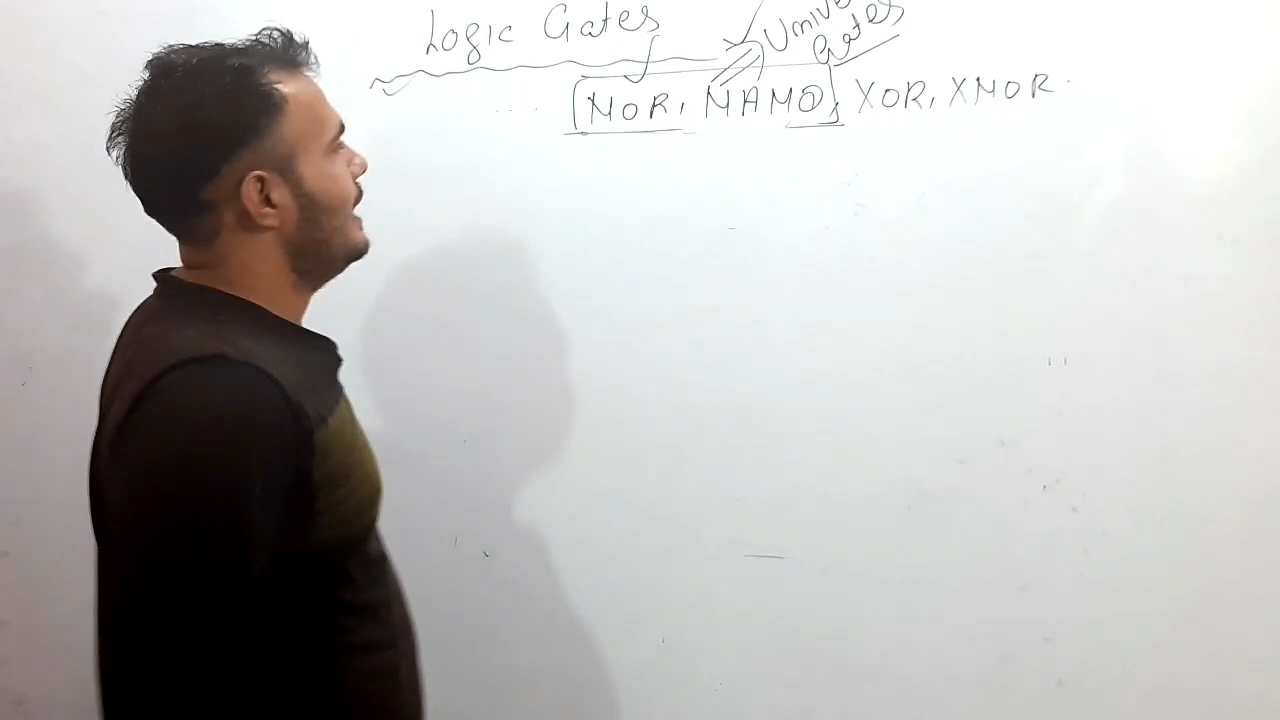 Logic Gates
Unive
Gates
NOR, NAND, XOR, XNOR.